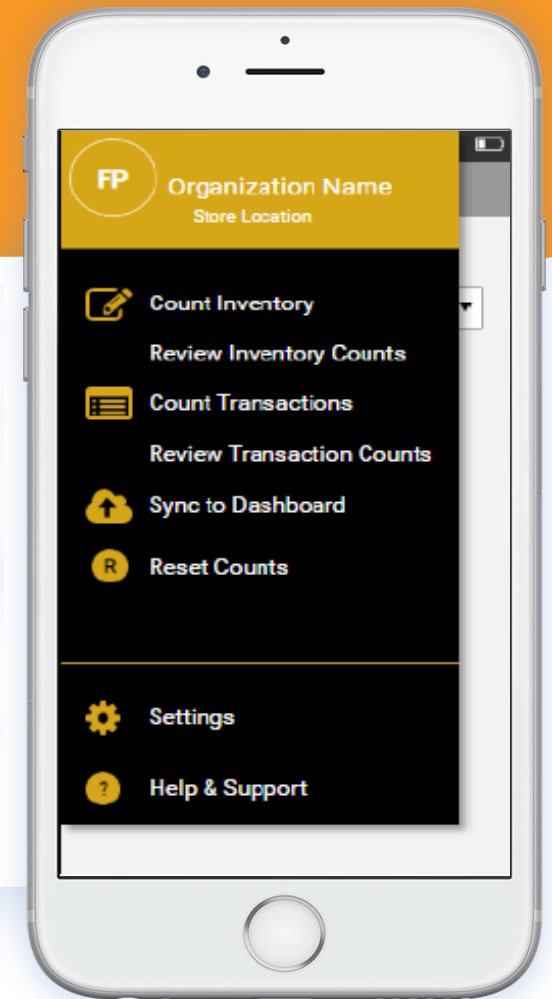 FP
Organization Name
Store Location
Count Inventory
Review Inventory Counts
Count Transactions
Review Transaction Counts
Sync to Dashboard
R
Reset Counts
Settings
?
Help & Support